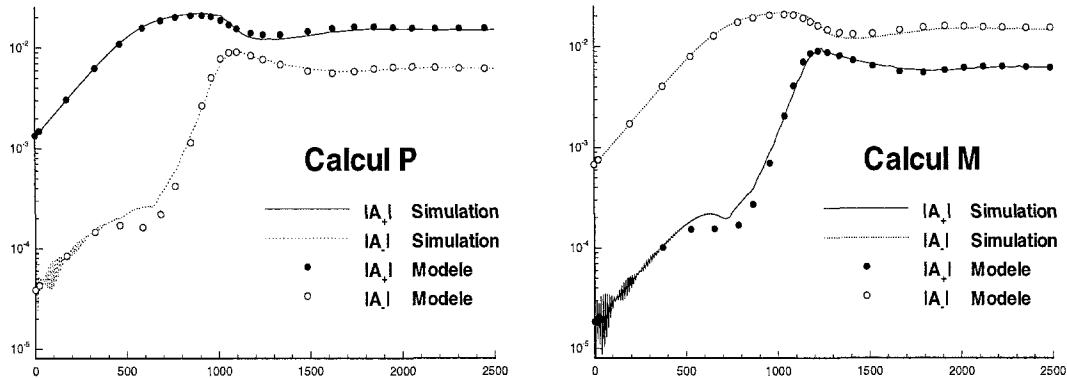 10⁻²
10⁻³
10⁻⁴
10⁻⁵
0 500 1000 1500 2000 2500
Calcul P
|A₊| Simulation
|A₋| Simulation
|A₊| Modele
|A₋| Modele
10⁻²
10⁻³
10⁻⁴
10⁻⁵
0 500 1000 1500 2000 2500
Calcul M
|A₊| Simulation
|A₋| Simulation
|A₊| Modele
|A₋| Modele